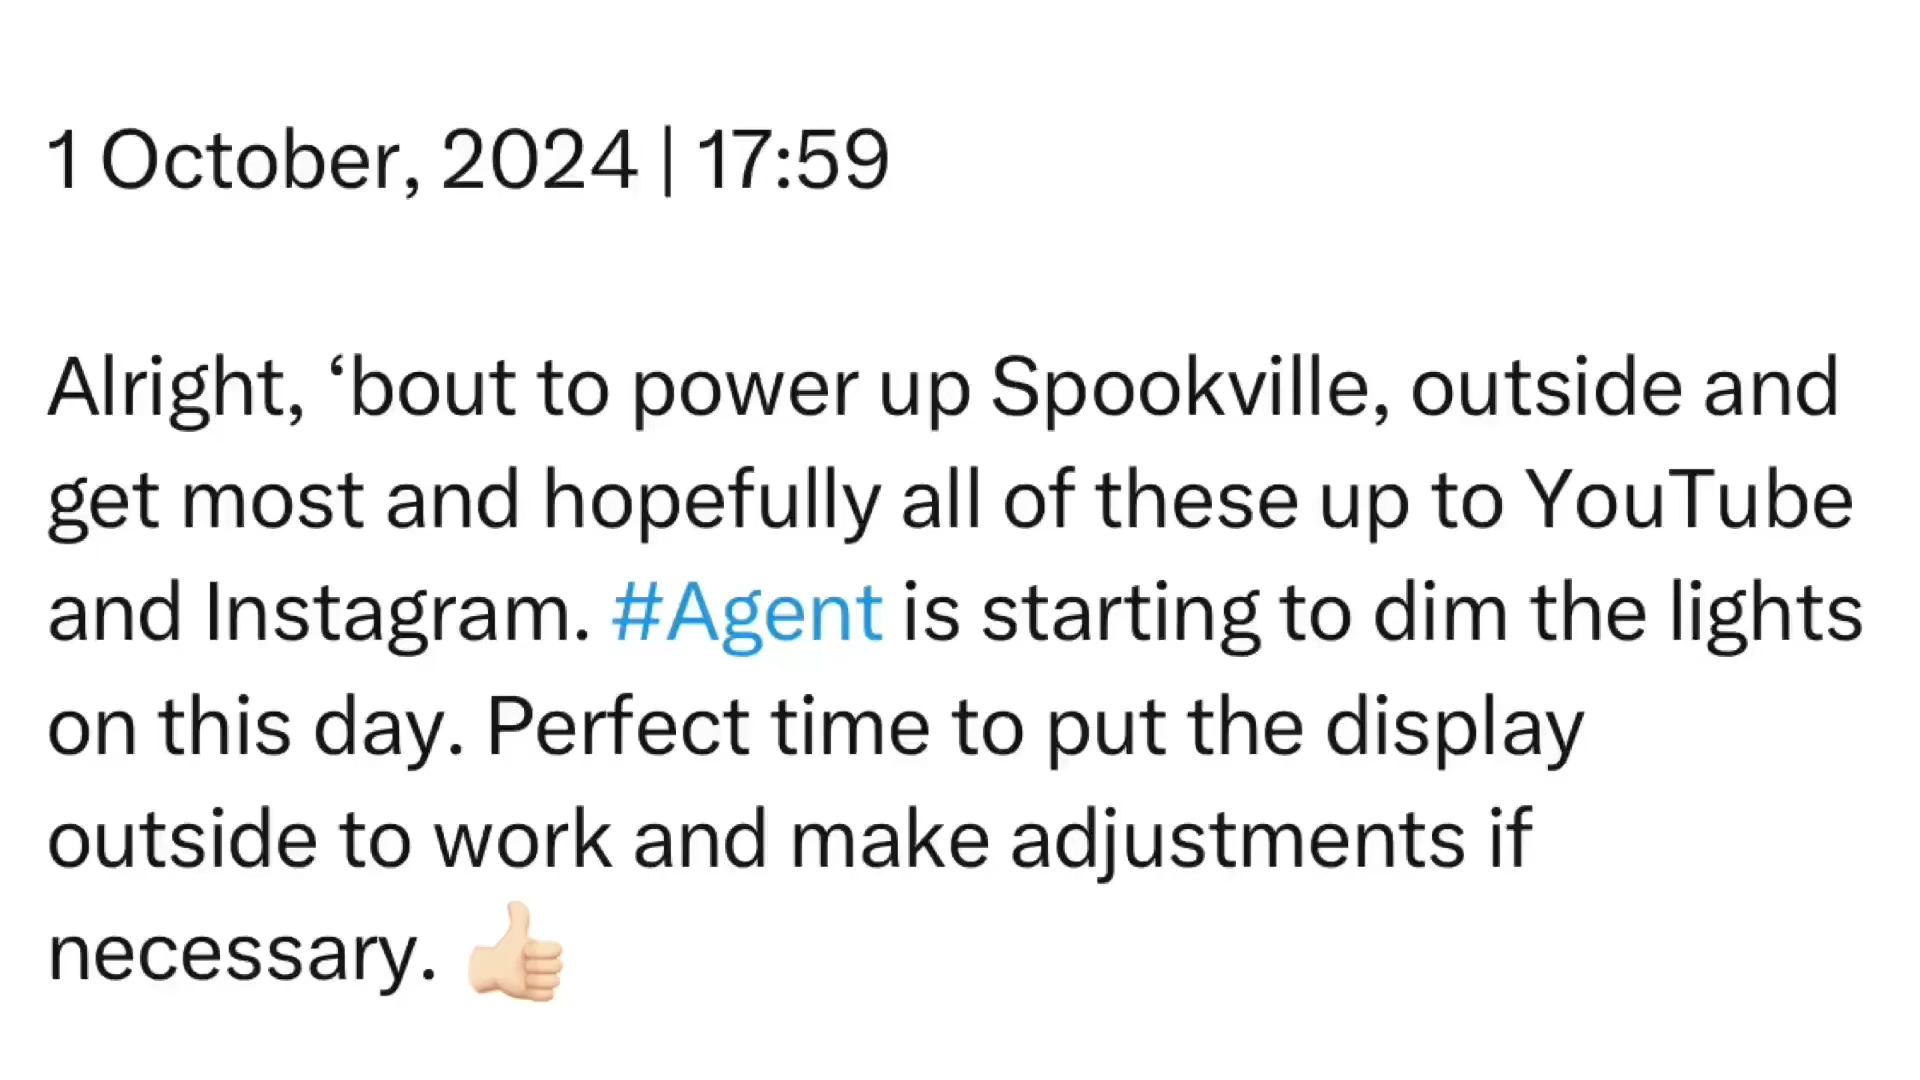 1 October, 2024 | 17:59
Alright, ‘bout to power up Spookville, outside and
get most and hopefully all of these up to YouTube
and Instagram. #Agent is starting to dim the lights
on this day. Perfect time to put the display
outside to work and make adjustments if
necessary. 👍🏻